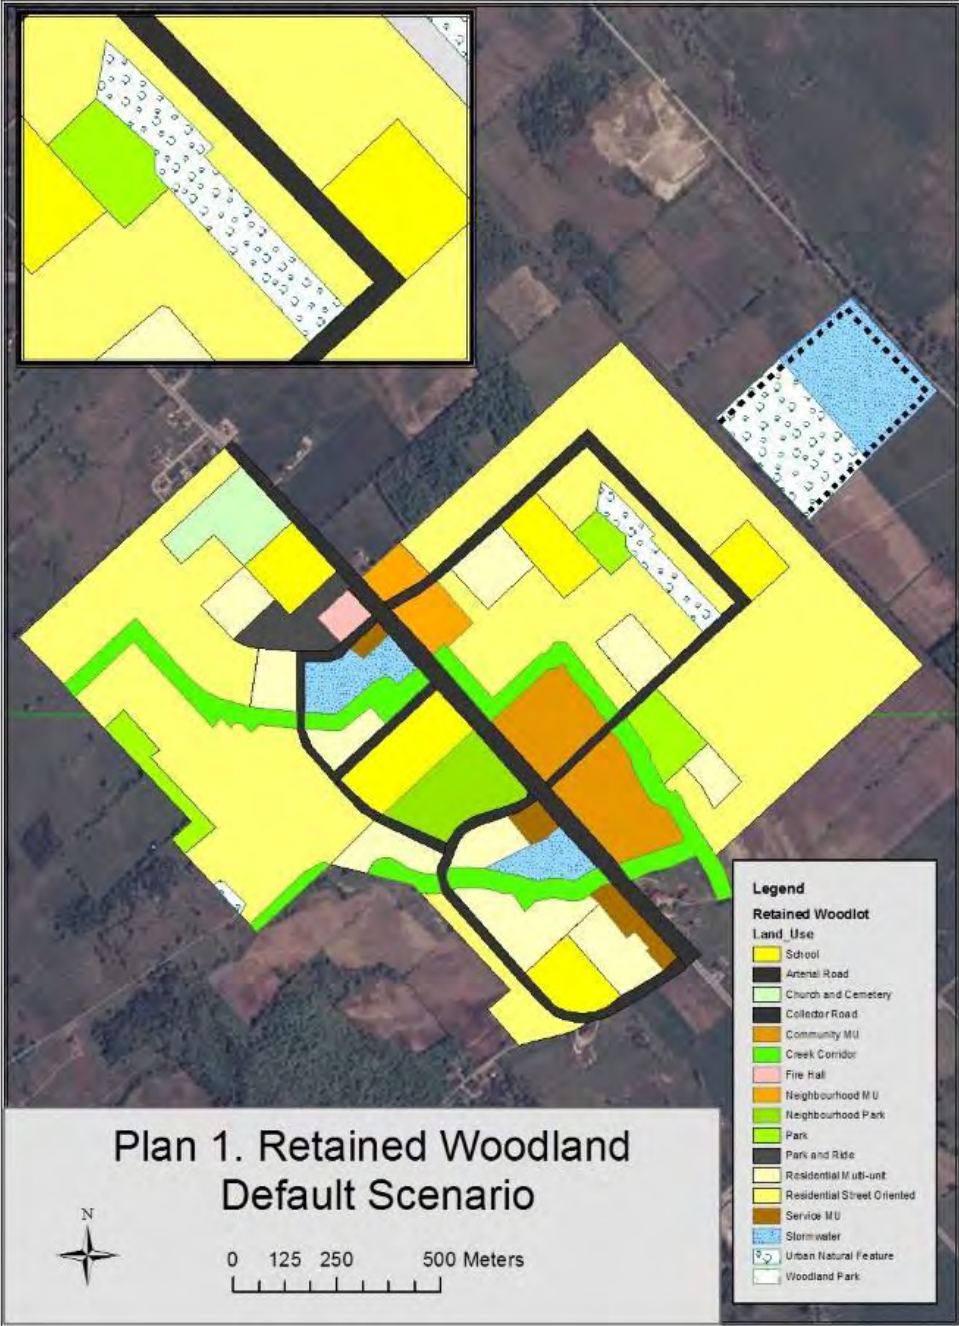 Legend
Retained Woodlot
Land_Use
School
Arterial Road
Church and Cemetery
Collector Road
Community MU
Creek Corridor
Fire Hall
Neighbourhood MU
Neighbourhood Park
Park
Park and Ride
Residential Multi-unit
Residential Street Oriented
Service MU
Stormwater
Urban Natural Feature
Woodland Park
Plan 1. Retained Woodland
Default Scenario
N
0 125 250 500 Meters